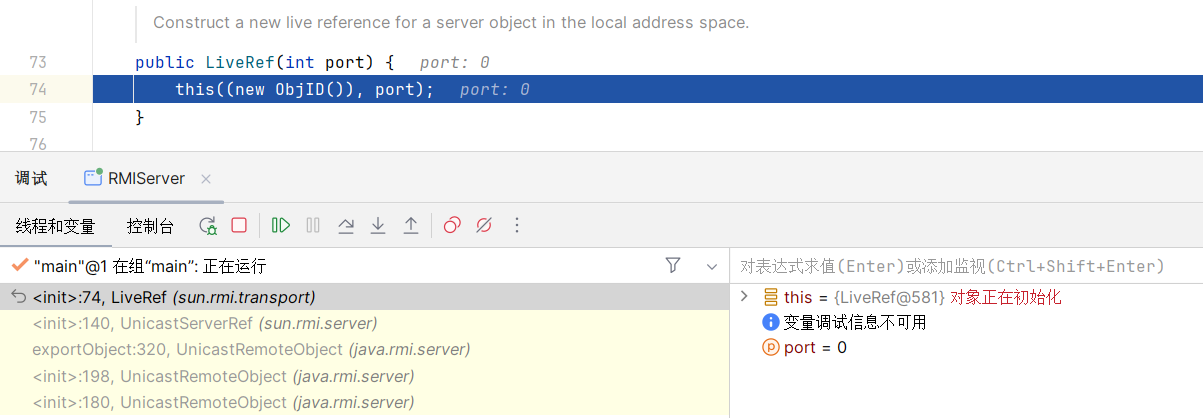 Construct a new live reference for a server object in the local address space.
73 public LiveRef(int port) { port: 0
74 this((new ObjID()), port); port: 0
75 }
76
调试 RMIServer ×
线程和变量 控制台
"main"@1 在组“main”: 正在运行
对表达式求值(Enter)或添加监视(Ctrl+Shift+Enter)
<init>:74, LiveRef (sun.rmi.transport)
<init>:140, UnicastServerRef (sun.rmi.server)
exportObject:320, UnicastRemoteObject (java.rmi.server)
<init>:198, UnicastRemoteObject (java.rmi.server)
<init>:180, UnicastRemoteObject (java.rmi.server)
this = {LiveRef@581} 对象正在初始化
变量调试信息不可用
port = 0